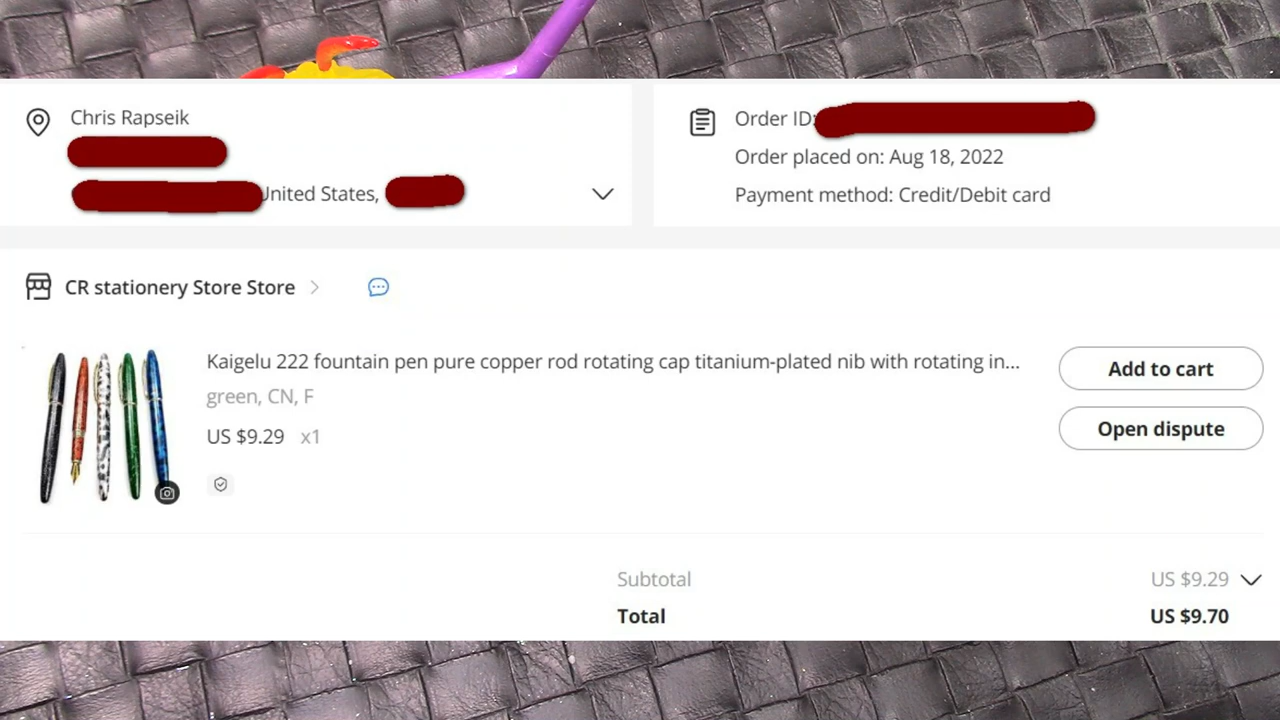 Chris Rapseik
United States,
Order ID:
Order placed on: Aug 18, 2022
Payment method: Credit/Debit card
CR stationery Store Store
Kaigelu 222 fountain pen pure copper rod rotating cap titanium-plated nib with rotating in...
green, CN, F
US $9.29 x1
Add to cart
Open dispute
Subtotal US $9.29
Total US $9.70